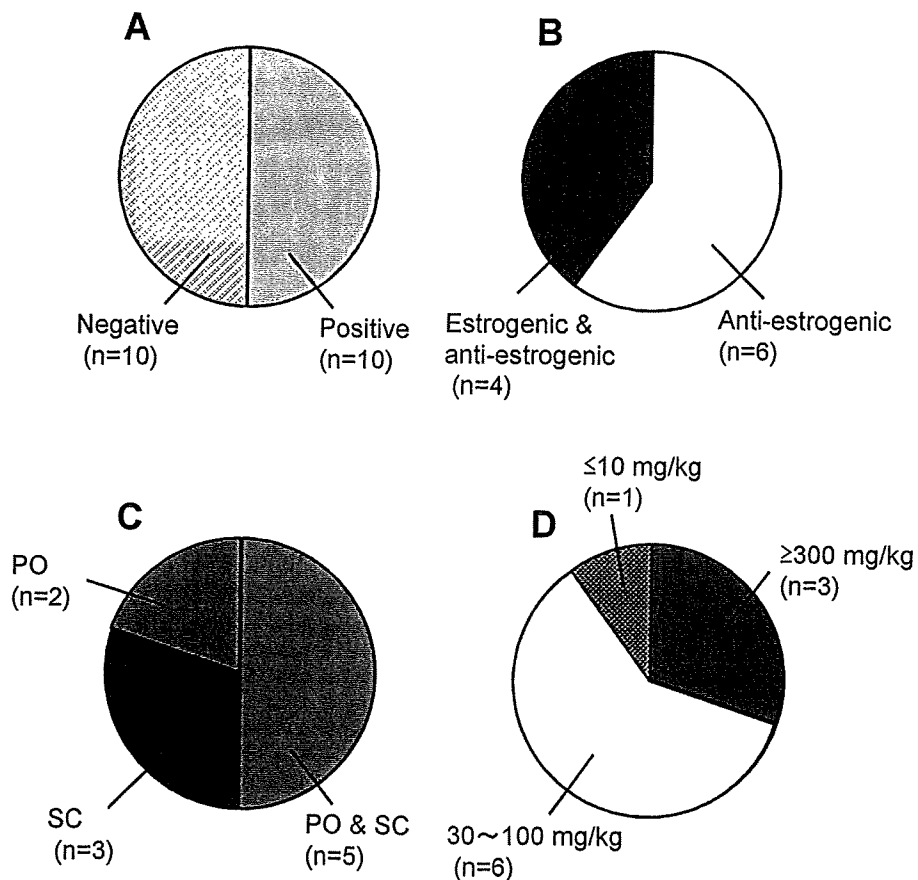 A
Negative
(n=10)
Positive
(n=10)
B
Estrogenic &
anti-estrogenic
(n=4)
Anti-estrogenic
(n=6)
C
PO
(n=2)
SC
(n=3)
PO & SC
(n=5)
D
≤10 mg/kg
(n=1)
≥300 mg/kg
(n=3)
30~100 mg/kg
(n=6)